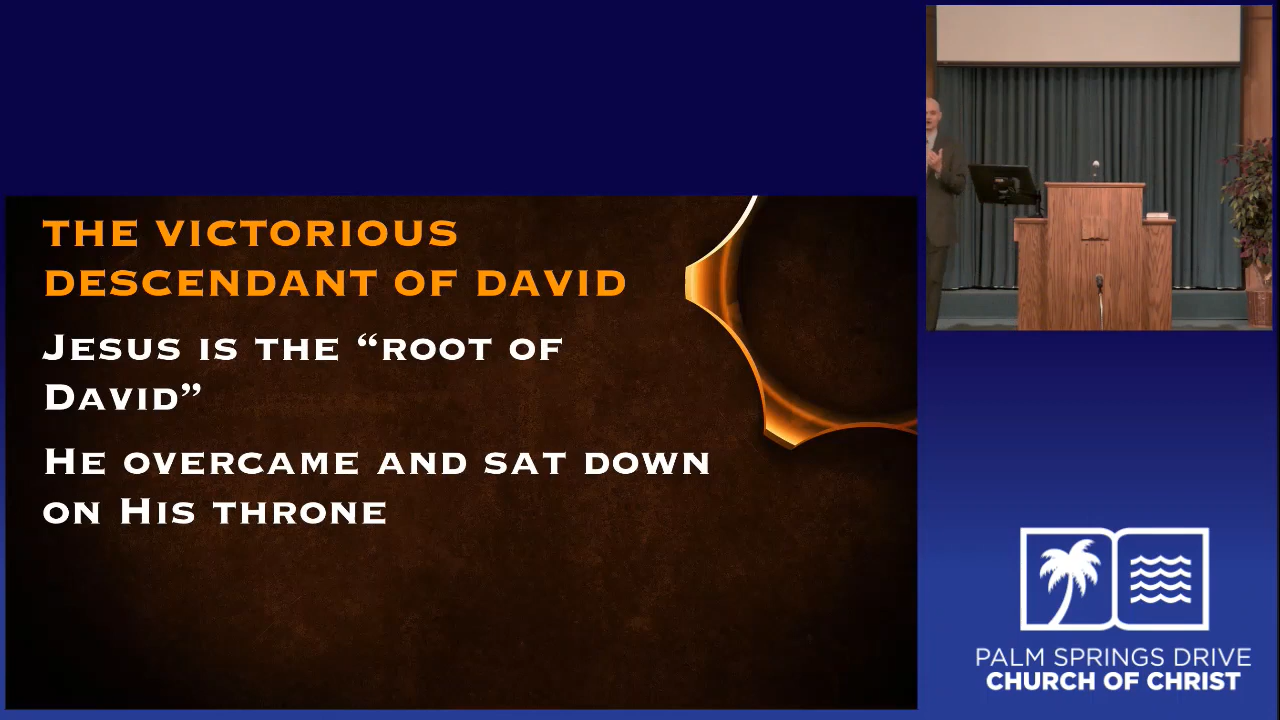 THE VICTORIOUS
DESCENDANT OF DAVID
JESUS IS THE “ROOT OF
DAVID”
HE OVERCAME AND SAT DOWN
ON HIS THRONE
PALM SPRINGS DRIVE
CHURCH OF CHRIST